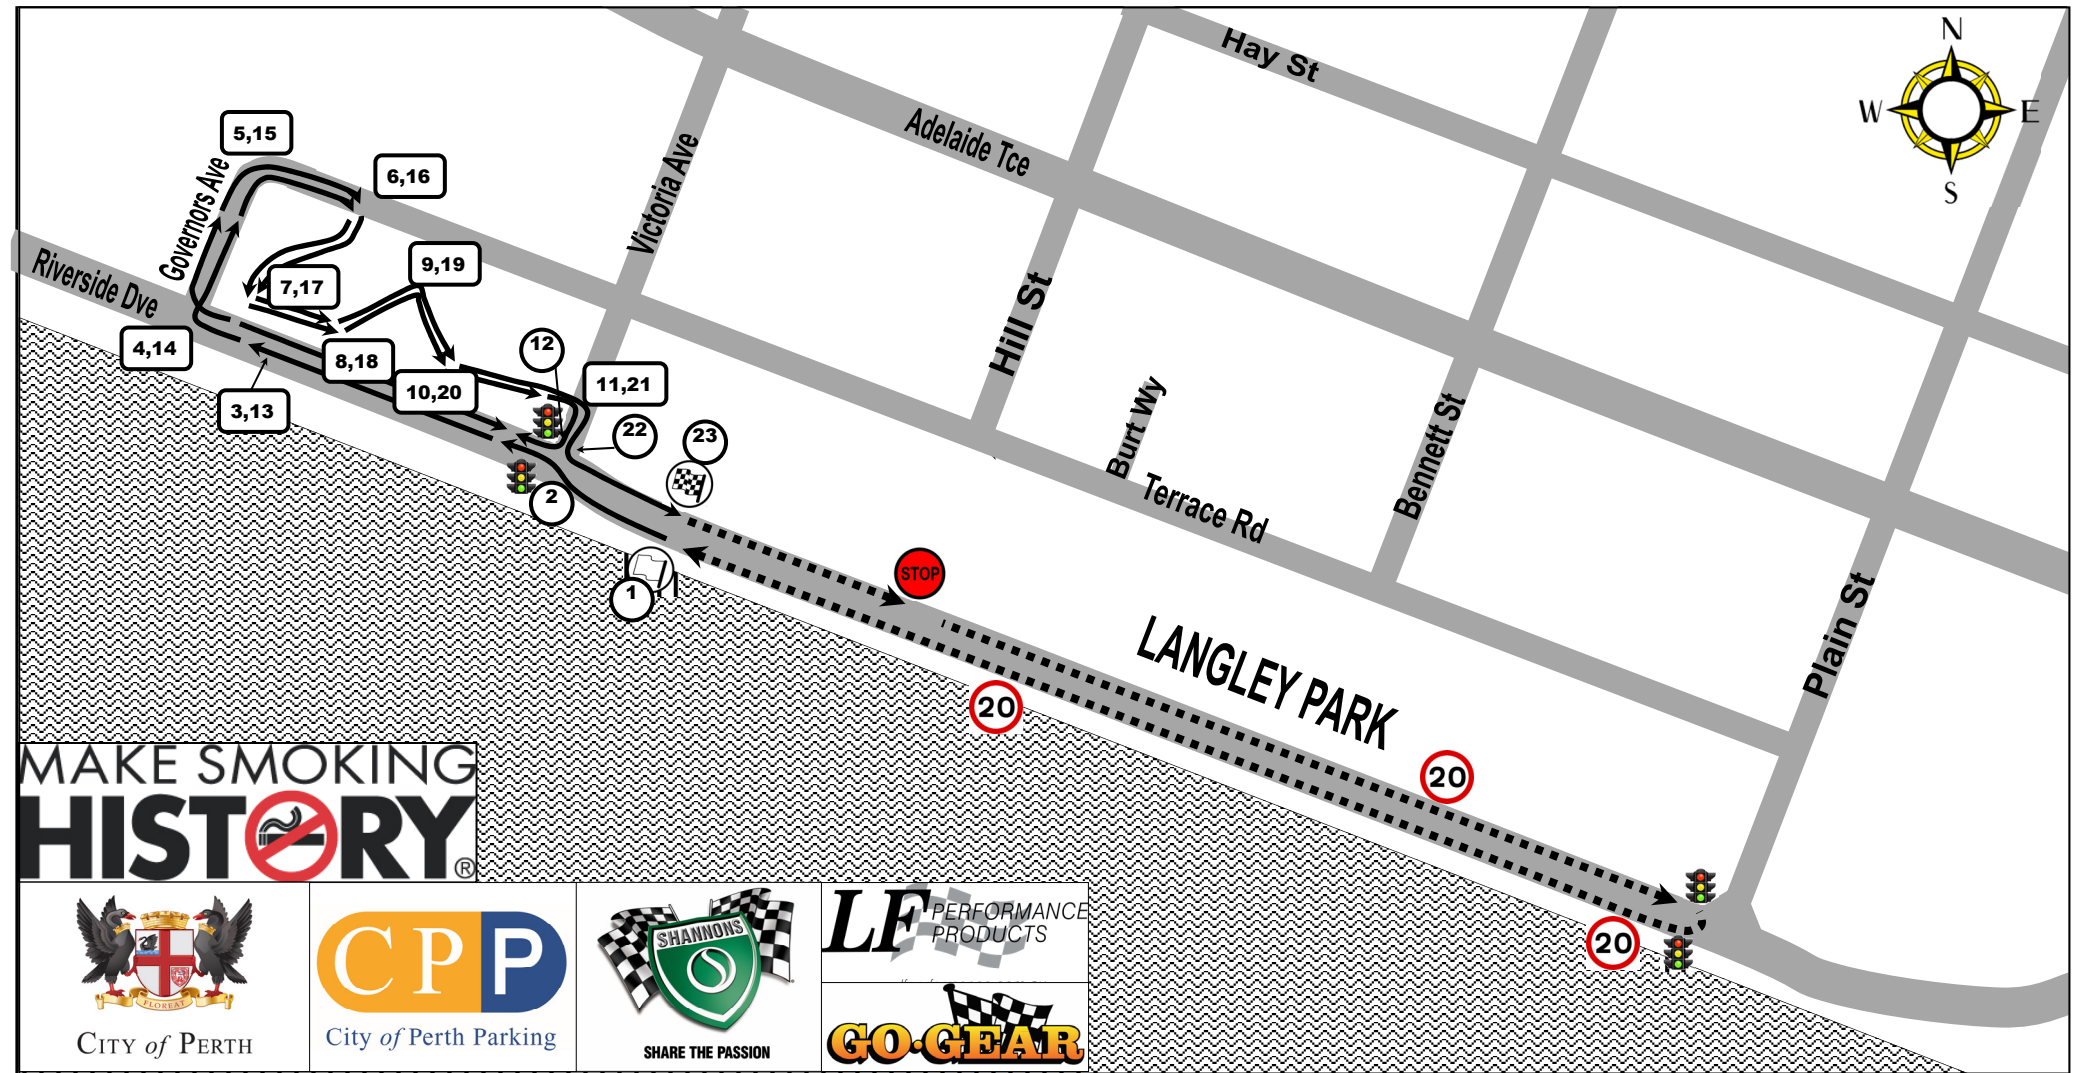 Hay St
N
W
E
S
Adelaide Tce
5,15
6,16
Governors Ave
Victoria Ave
Riverside Dve
9,19
7,17
4,14
8,18
12
3,13
10,20
11,21
22
23
2
1
Hill St
Burt Wy
Bennett St
Terrace Rd
Plain St
STOP
LANGLEY PARK
20
20
20
MAKE SMOKING
HISTORY®
FLOREAT
CITY of PERTH
CPP
City of Perth Parking
SHANNONS
S
SHARE THE PASSION
LF PERFORMANCE
PRODUCTS
GO·GEAR